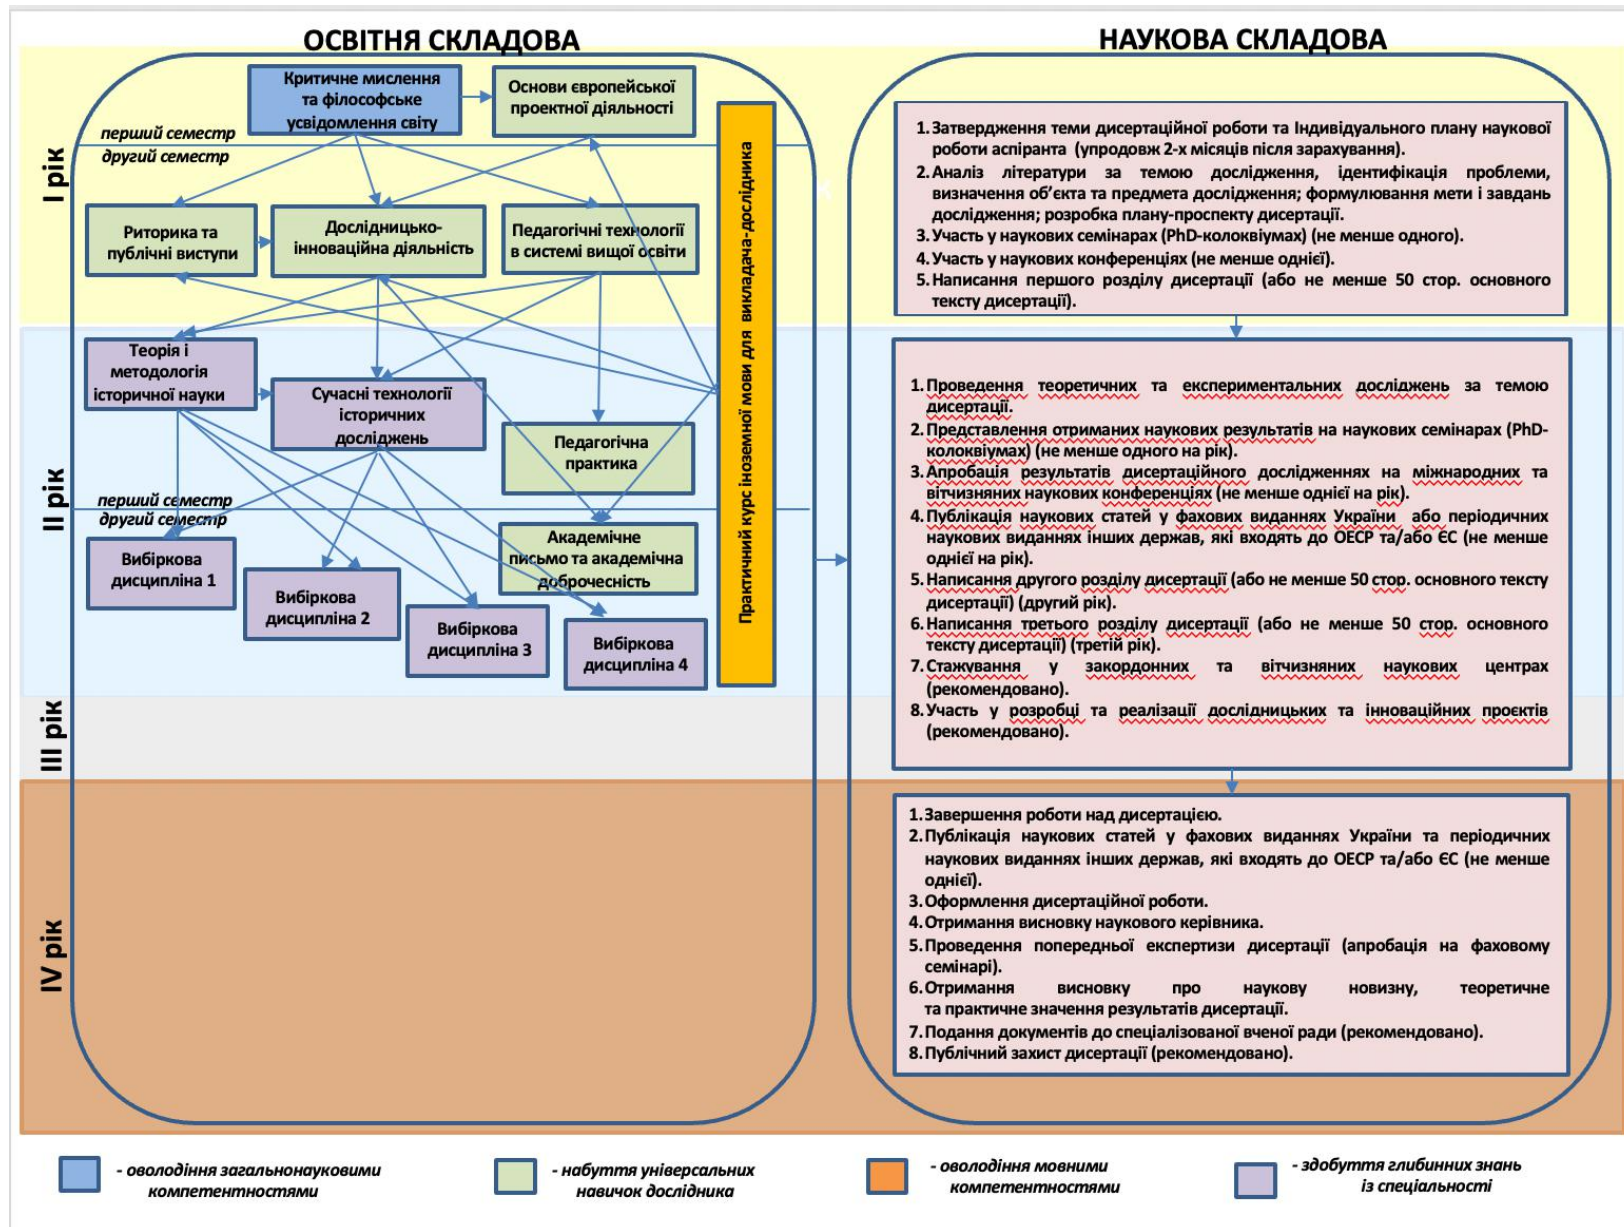 ОСВІТНЯ СКЛАДОВА
НАУКОВА СКЛАДОВА
І рік
перший семестр
другий семестр
Критичне мислення
та філософське
усвідомлення світу
Основи європейської
проектної діяльності
Риторика та
публічні виступи
Дослідницько-
інноваційна діяльність
Педагогічні технології
в системі вищої освіти
Практичний курс іноземної мови для викладача-дослідника
1. Затвердження теми дисертаційної роботи та Індивідуального плану наукової
роботи аспіранта (упродовж 2-х місяців після зарахування).
2. Аналіз літератури за темою дослідження, ідентифікація проблеми,
визначення об’єкта та предмета дослідження; формулювання мети і завдань
дослідження; розробка плану-проспекту дисертації.
3. Участь у наукових семінарах (PhD-колоквіумах) (не менше одного).
4. Участь у наукових конференціях (не менше однієї).
5. Написання першого розділу дисертації (або не менше 50 стор. основного
тексту дисертації).
ІІ рік
Теорія і
методологія
історичної науки
Сучасні технології
історичних
досліджень
Педагогічна
практика
перший семестр
другий семестр
Академічне
письмо та академічна
доброчесність
Вибіркова
дисципліна 1
Вибіркова
дисципліна 2
Вибіркова
дисципліна 3
Вибіркова
дисципліна 4
1. Проведення теоретичних та експериментальних досліджень за темою
дисертації.
2. Представлення отриманих наукових результатів на наукових семінарах (PhD-
колоквіумах) (не менше одного на рік).
3. Апробація результатів дисертаційного дослідженнях на міжнародних та
вітчизняних наукових конференціях (не менше однієї на рік).
4. Публікація наукових статей у фахових виданнях України або періодичних
наукових виданнях інших держав, які входять до ОЕСР та/або ЄС (не менше
однієї на рік).
5. Написання другого розділу дисертації (або не менше 50 стор. основного тексту
дисертації) (другий рік).
6. Написання третього розділу дисертації (або не менше 50 стор. основного
тексту дисертації) (третій рік).
7. Стажування у закордонних та вітчизняних наукових центрах
(рекомендовано).
8. Участь у розробці та реалізації дослідницьких та інноваційних проєктів
(рекомендовано).
ІІІ рік
IV рік
1. Завершення роботи над дисертацією.
2. Публікація наукових статей у фахових виданнях України та періодичних
наукових виданнях інших держав, які входять до ОЕСР та/або ЄС (не менше
однієї).
3. Оформлення дисертаційної роботи.
4. Отримання висновку наукового керівника.
5. Проведення попередньої експертизи дисертації (апробація на фаховому
семінарі).
6. Отримання висновку про наукову новизну, теоретичне
та практичне значення результатів дисертації.
7. Подання документів до спеціалізованої вченої ради (рекомендовано).
8. Публічний захист дисертації (рекомендовано).
- оволодіння загальнонауковими
компетентностями
- набуття універсальних
навичок дослідника
- оволодіння мовними
компетентностями
- здобуття глибинних знань
із спеціальності